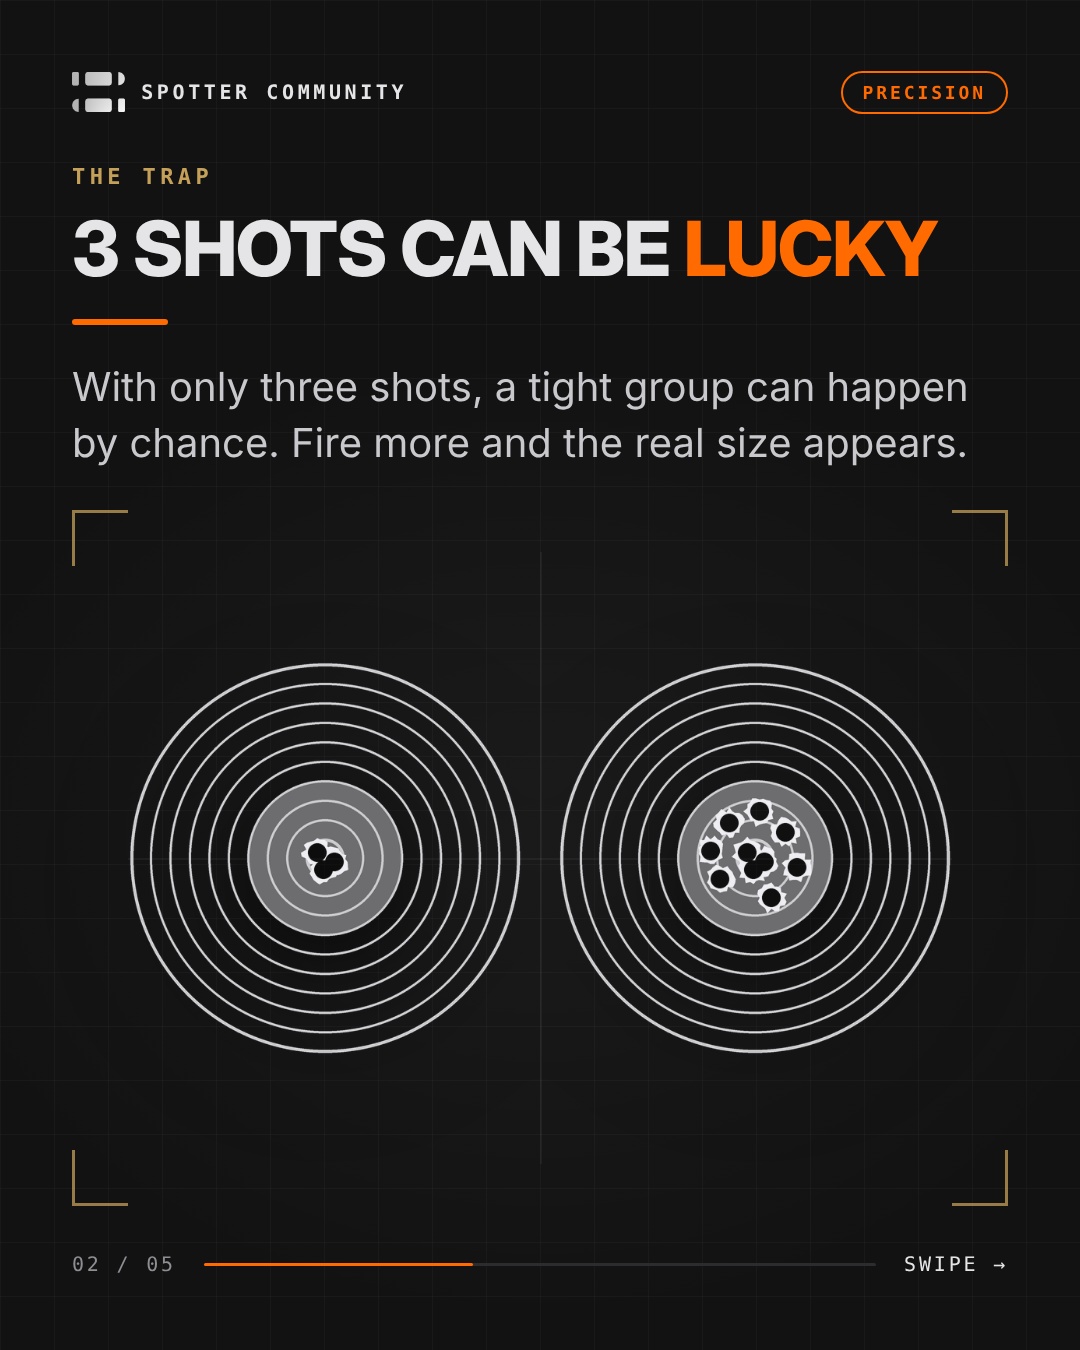 SPOTTER COMMUNITY
PRECISION
THE TRAP
3 SHOTS CAN BE LUCKY
With only three shots, a tight group can happen
by chance. Fire more and the real size appears.
02 / 05
SWIPE →